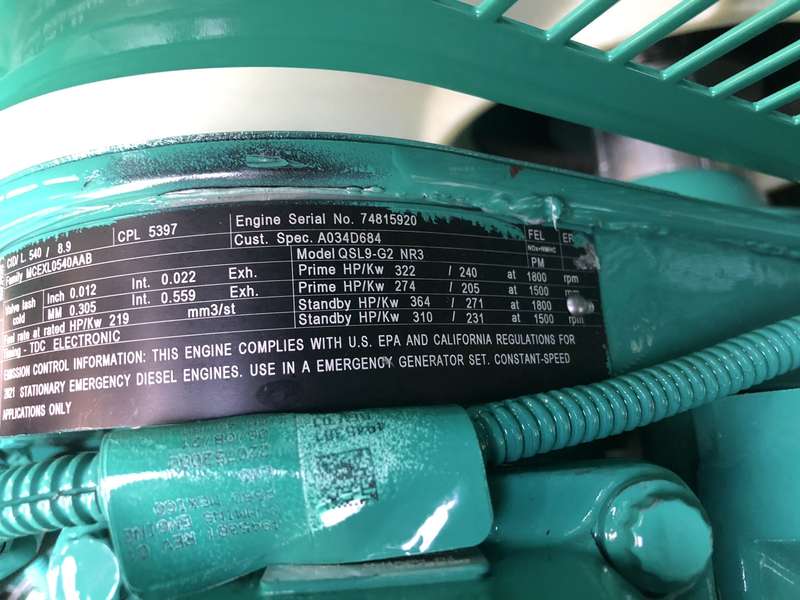 CID/L 540 / 8.9
CPL 5397
Engine Serial No. 74815920
Family MCEXL0540AAB
Cust. Spec. A034D684
FEL
NOx+NMHC
PM
Valve lash cold
Inch 0.012 Int. 0.022 Exh.
MM 0.305 Int. 0.559 Exh.
Fuel rate at rated HP/Kw 219 mm3/st
Timing - TDC ELECTRONIC
Model QSL9-G2 NR3
Prime HP/Kw 322 / 240 at 1800 rpm
Prime HP/Kw 274 / 205 at 1500 rpm
Standby HP/Kw 364 / 271 at 1800
Standby HP/Kw 310 / 231 at 1500 rpm
EMISSION CONTROL INFORMATION: THIS ENGINE COMPLIES WITH U.S. EPA AND CALIFORNIA REGULATIONS FOR
2021 STATIONARY EMERGENCY DIESEL ENGINES. USE IN A EMERGENCY GENERATOR SET. CONSTANT-SPEED
APPLICATIONS ONLY